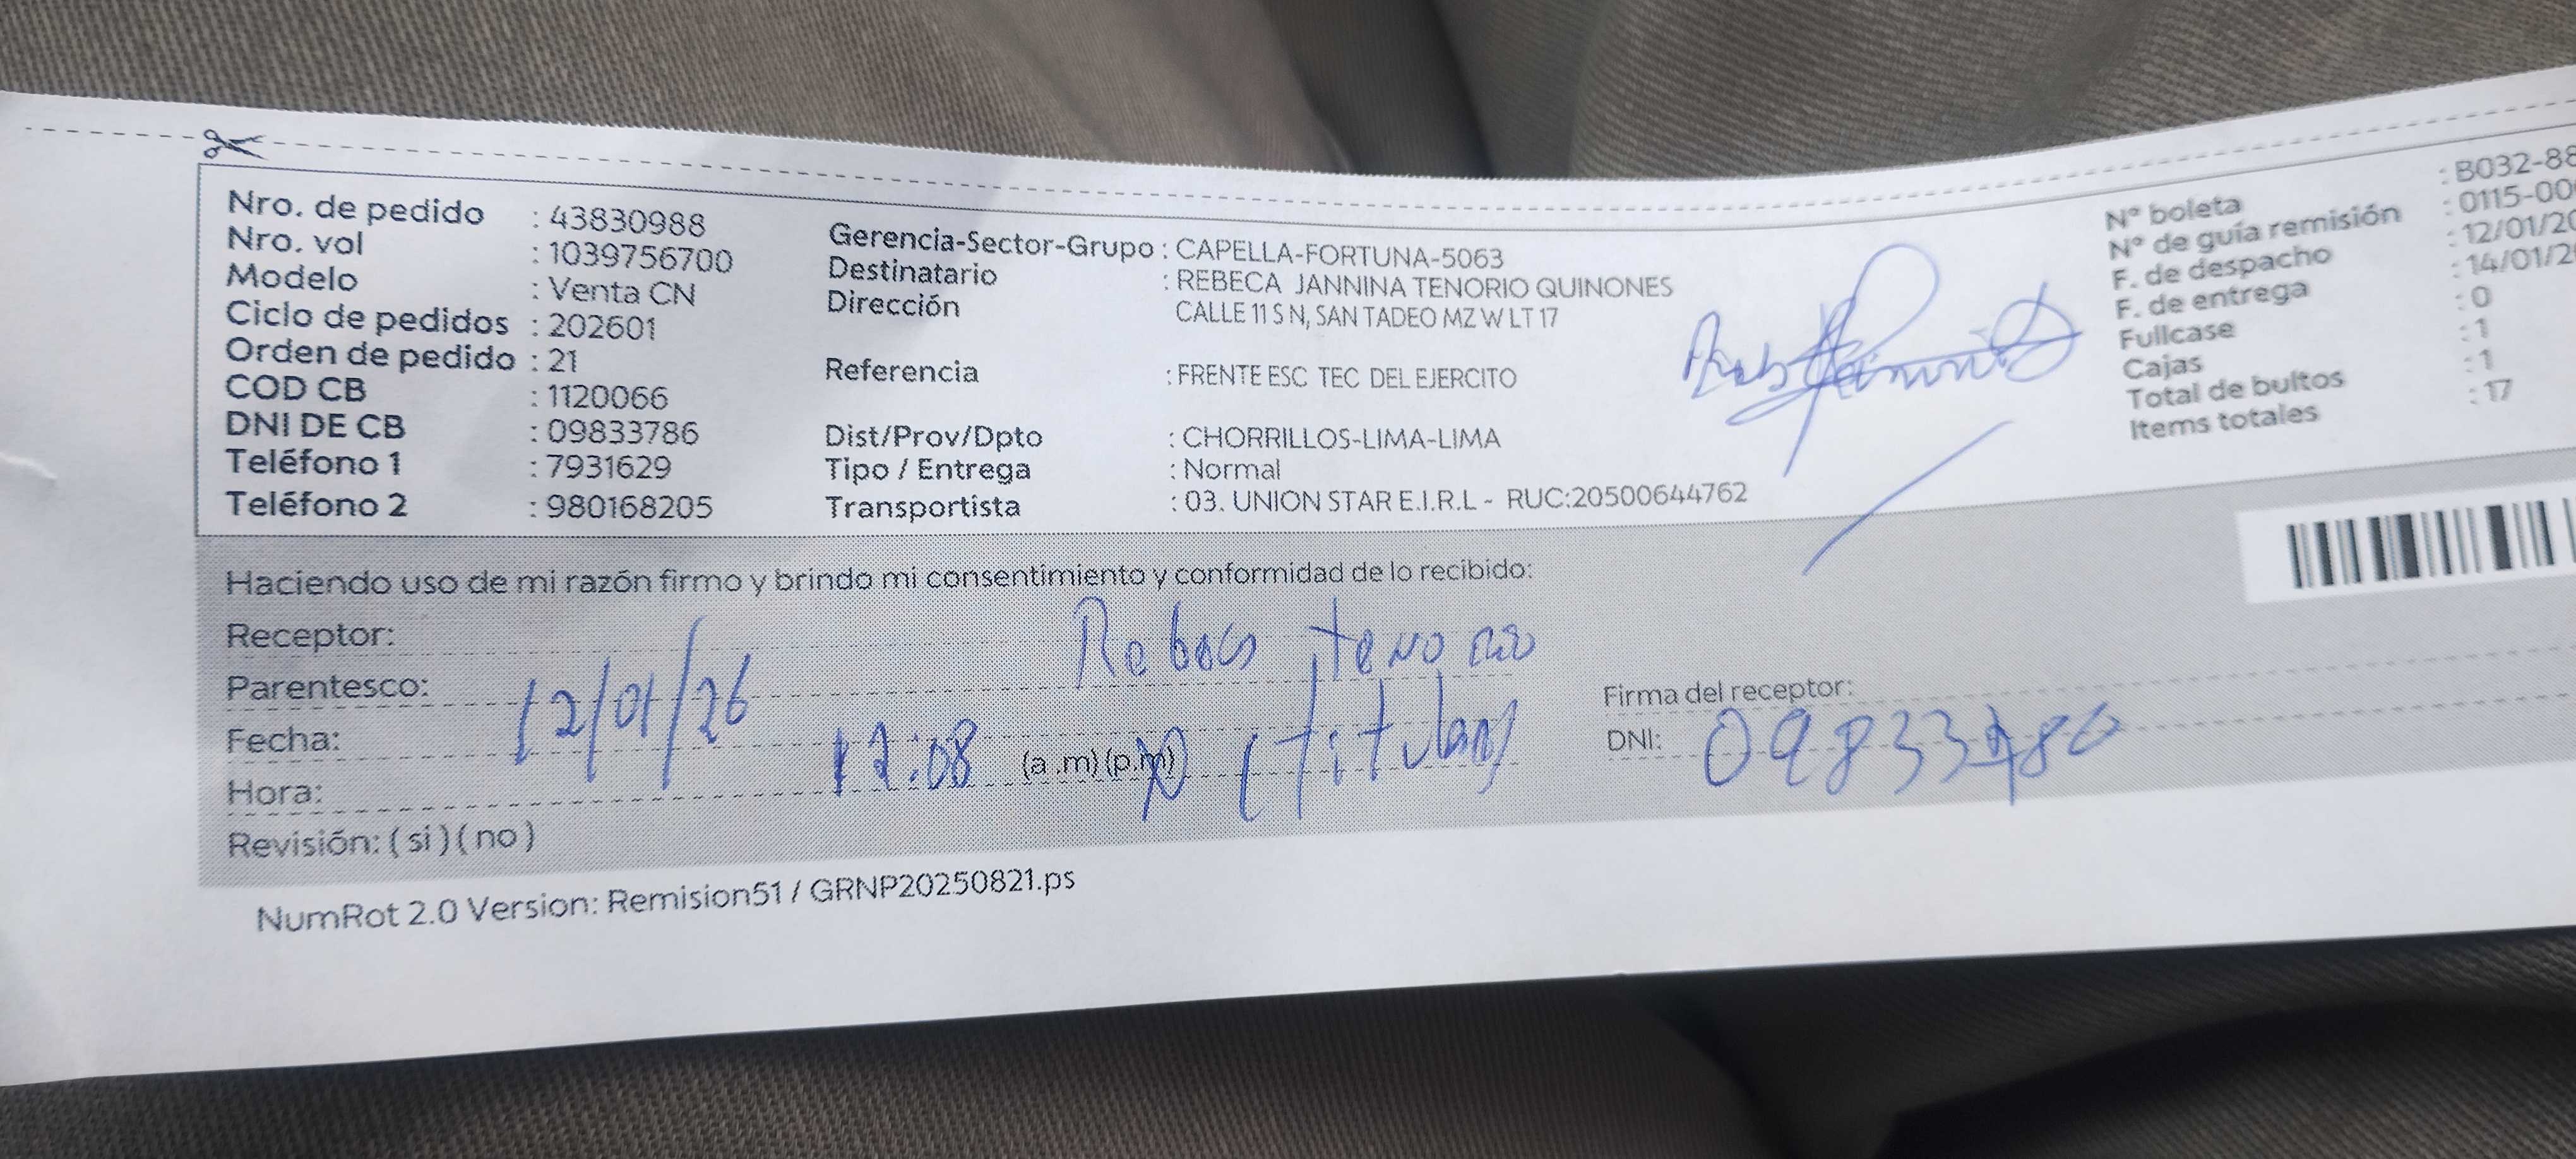 Nro. de pedido : 43830988
Nro. vol : 1039756700
Modelo : Venta CN
Ciclo de pedidos : 202601
Orden de pedido : 21
COD CB : 1120066
DNI DE CB : 09833786
Teléfono 1 : 7931629
Teléfono 2 : 980168205
Gerencia-Sector-Grupo : CAPELLA-FORTUNA-5063
Destinatario : REBECA JANNINA TENORIO QUINONES
Dirección CALLE 11 S N, SAN TADEO MZ W LT 17
Referencia : FRENTE ESC TEC DEL EJERCITO
Dist/Prov/Dpto : CHORRILLOS-LIMA-LIMA
Tipo / Entrega : Normal
Transportista : 03. UNION STAR E.I.R.L - RUC:20500644762
N° boleta : B032-88
N° de guía remisión : 0115-00
F. de despacho : 12/01/20
F. de entrega : 14/01/2
Fullcase : 0
Cajas : 1
Total de bultos : 1
Items totales : 17
Haciendo uso de mi razón firmo y brindo mi consentimiento y conformidad de lo recibido:
Receptor: Rebeca Tenorio
Parentesco: (Titular)
Fecha: 12/01/26
Hora: 12:08 (a .m) (p.m)
Revisión: ( si ) ( no )
Firma del receptor:
DNI: 09833786
NumRot 2.0 Version: Remision51 / GRNP20250821.ps